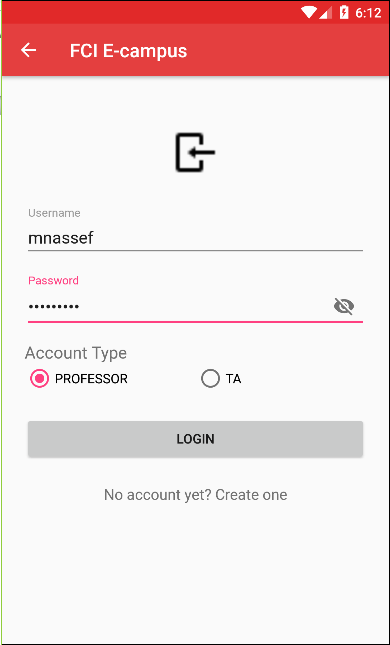 6:12
FCI E-campus
Username
mnassef
Password
•••••••••
Account Type
PROFESSOR
TA
LOGIN
No account yet? Create one